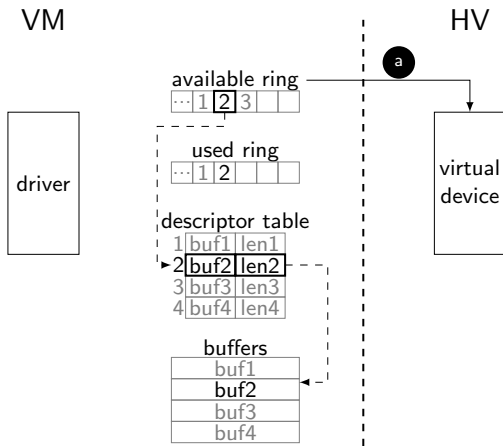 VM
HV
a
available ring
... 1 2 3
used ring
... 1 2
driver
virtual
device
descriptor table
1 buf1 len1
2 buf2 len2
3 buf3 len3
4 buf4 len4
buffers
buf1
buf2
buf3
buf4